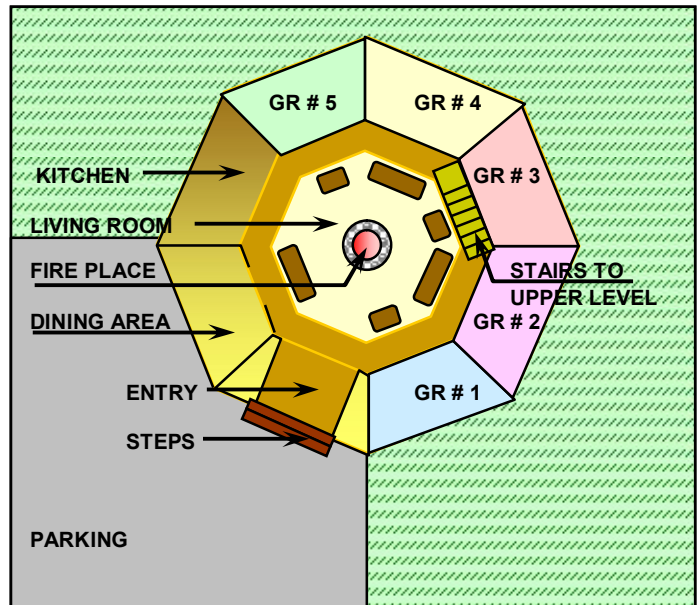 GR # 5
GR # 4
KITCHEN
GR # 3
LIVING ROOM
FIRE PLACE
STAIRS TO
UPPER LEVEL
DINING AREA
GR # 2
ENTRY
GR # 1
STEPS
PARKING